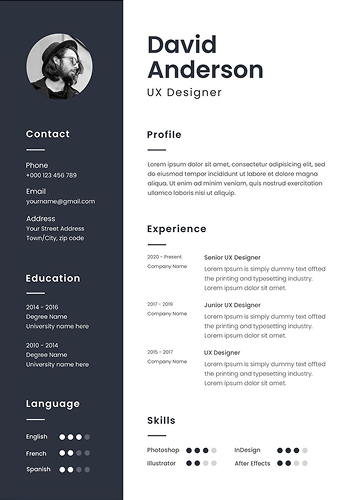 David
Anderson
UX Designer
Contact
Phone
+000 123 456 789
Email
yourname@gmail.com
Address
Your Street Address
Town/City, zip code
Education
2014 - 2016
Degree Name
University name here
2010 - 2014
Degree Name
University name here
Language
English
French
Spanish
Profile
Lorem ipsum dolor sit amet, consectetur adipisicing elit, sed
do eiusmod tempor incididunt ut labore et dolore magna
aliqua. Ut enim ad minim veniam, quis nostrud exercitation
ullamco laboris nisi ut aliquip.
Experience
2020 - Present
Company Name
Senior UX Designer
Lorem Ipsum is simply dummy text offted
the printing and typesetting industry.
Lorem dolor sit amet.
2017 - 2019
Company Name
Junior UX Designer
Lorem Ipsum is simply dummy text offted
the printing and typesetting industry.
Lorem ipsum dolor sit amet.
2015 - 2017
Company Name
UX Designer
Lorem Ipsum is simply dummy text offted
the printing and typesetting industry.
Lorem ipsum dolor sit amet.
Skills
Photoshop
InDesign
Illustrator
After Effects